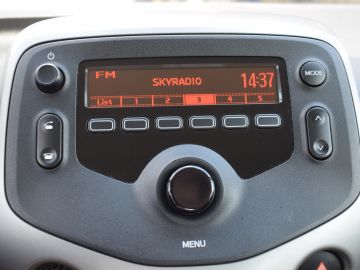 FM
SKYRADIO
14:37
MODE
List 1 2 3 4 5
MENU